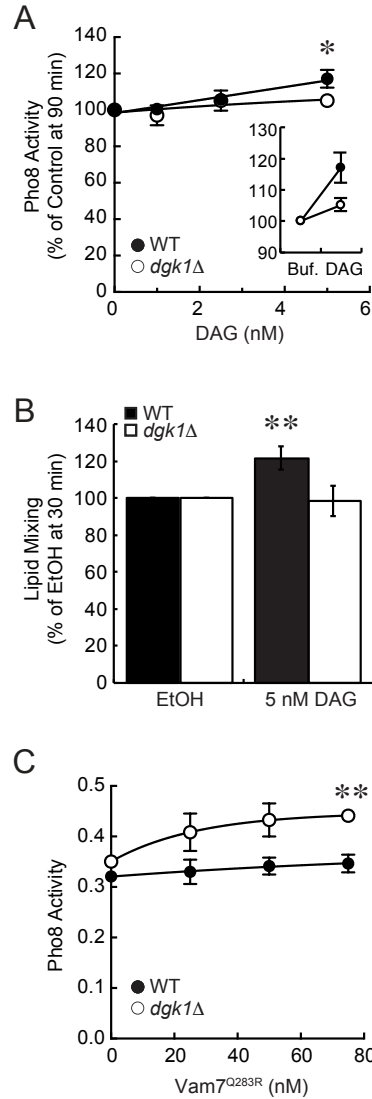 A
*
Pho8 Activity
(% of Control at 90 min)
140
120
100
80
60
40
20
0
130
120
110
100
90
Buf. DAG
WT
dgk1Δ
0 1 2 3 4 5 6
DAG (nM)
B
WT
dgk1Δ
**
Lipid Mixing
(% of EtOH at 30 min)
140
120
100
80
60
40
20
0
EtOH 5 nM DAG
C
**
Pho8 Activity
0.5
0.4
0.3
0.2
0.1
0.0
WT
dgk1Δ
0 20 40 60 80
Vam7Q283R (nM)